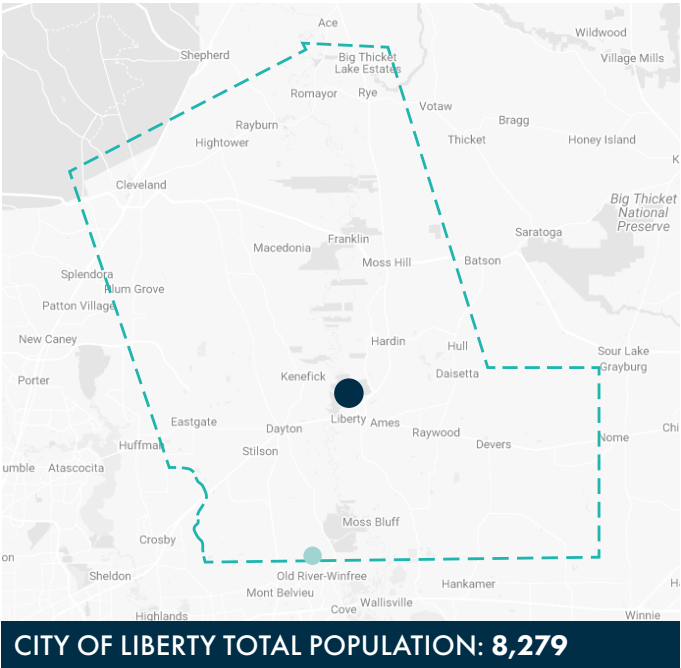 Ace
Wildwood
Shepherd
Big Thicket
Lake Estates
Village Mills
Romayor
Rye
Votaw
Bragg
Rayburn
Hightower
Thicket
Honey Island
K
Cleveland
Big Thicket
National
Preserve
Franklin
Macedonia
Saratoga
Moss Hill
Batson
Splendora
Plum Grove
Patton Village
New Caney
Hardin
Hull
Sour Lake
Grayburg
Porter
Kenefick
Daisetta
Eastgate
Dayton
Liberty
Ames
Raywood
Devers
Nome
Chi
Huffman
Stilson
umble
Atascocita
Moss Bluff
Crosby
on
Sheldon
Old River-Winfree
Hankamer
Ha
Mont Belvieu
Cove
Wallisville
Highlands
Winnie
CITY OF LIBERTY TOTAL POPULATION: 8,279